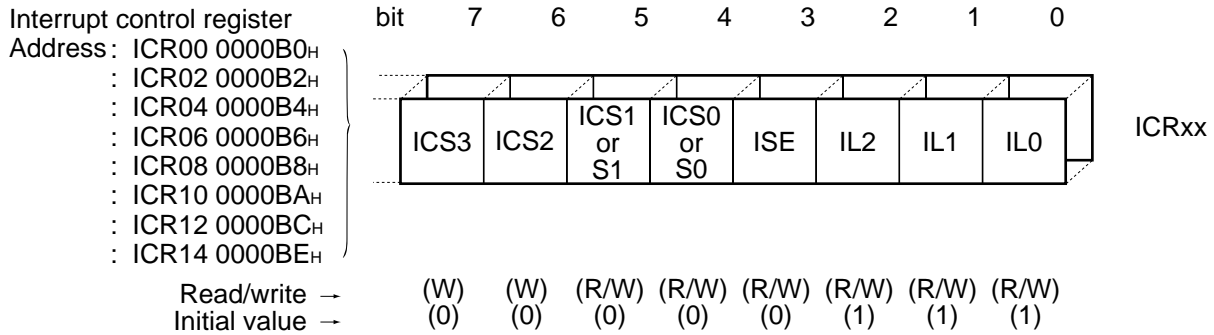 Interrupt control register
bit 7 6 5 4 3 2 1 0
Address : ICR00 0000B0H
: ICR02 0000B2H
: ICR04 0000B4H
: ICR06 0000B6H
: ICR08 0000B8H
: ICR10 0000BAH
: ICR12 0000BCH
: ICR14 0000BEH
ICS3 ICS2 ICS1 or S1 ICS0 or S0 ISE IL2 IL1 IL0
ICRxx
Read/write → (W) (W) (R/W) (R/W) (R/W) (R/W) (R/W) (R/W)
Initial value → (0) (0) (0) (0) (0) (1) (1) (1)